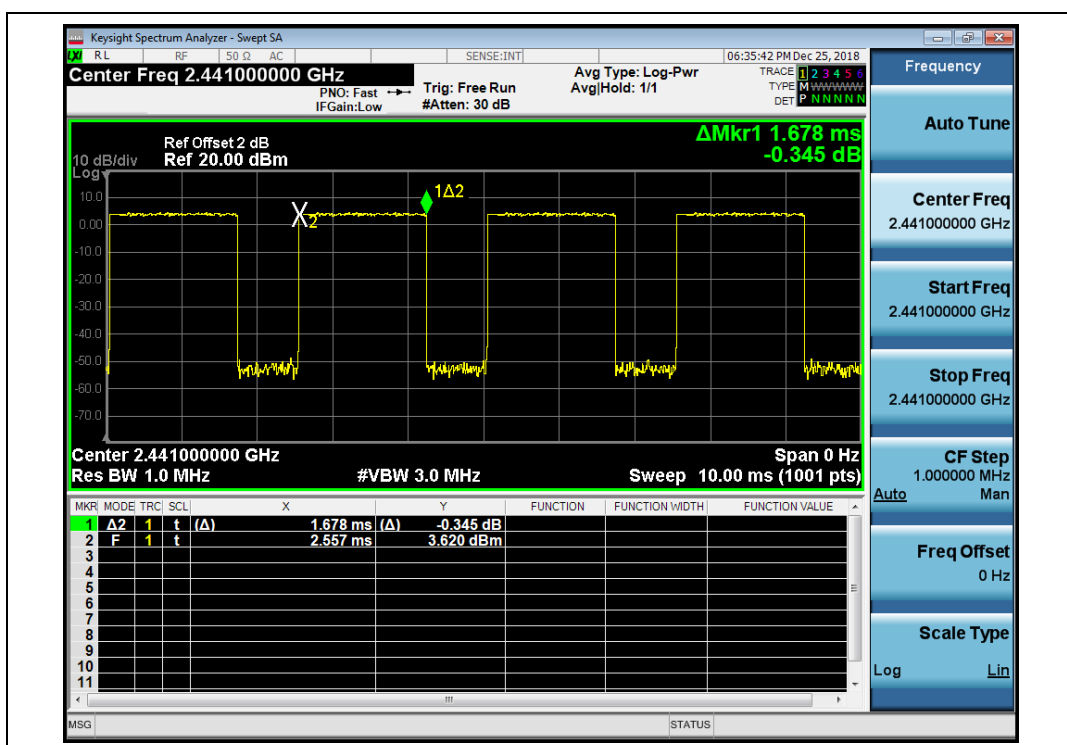 Keysight Spectrum Analyzer - Swept SA
LXI RL RF 50 Ω AC SENSE:INT 06:35:42 PM Dec 25, 2018
Center Freq 2.441000000 GHz Avg Type: Log-Pwr TRACE 1 2 3 4 5 6
PNO: Fast Trig: Free Run Avg|Hold: 1/1 TYPE M WWWWW
IFGain:Low #Atten: 30 dB DET P N N N N N
ΔMkr1 1.678 ms
-0.345 dB
Ref Offset 2 dB
10 dB/div Ref 20.00 dBm
Log
10.0
0.00
-10.0
-20.0
-30.0
-40.0
-50.0
-60.0
-70.0
1Δ2
X2
Center 2.441000000 GHz Span 0 Hz
Res BW 1.0 MHz #VBW 3.0 MHz Sweep 10.00 ms (1001 pts)
MKR MODE TRC SCL X Y FUNCTION FUNCTION WIDTH FUNCTION VALUE
1 Δ2 1 t (Δ) 1.678 ms (Δ) -0.345 dB
2 F 1 t 2.557 ms 3.620 dBm
3
4
5
6
7
8
9
10
11
MSG STATUS
Frequency
Auto Tune
Center Freq
2.441000000 GHz
Start Freq
2.441000000 GHz
Stop Freq
2.441000000 GHz
CF Step
1.000000 MHz
Auto Man
Freq Offset
0 Hz
Scale Type
Log Lin